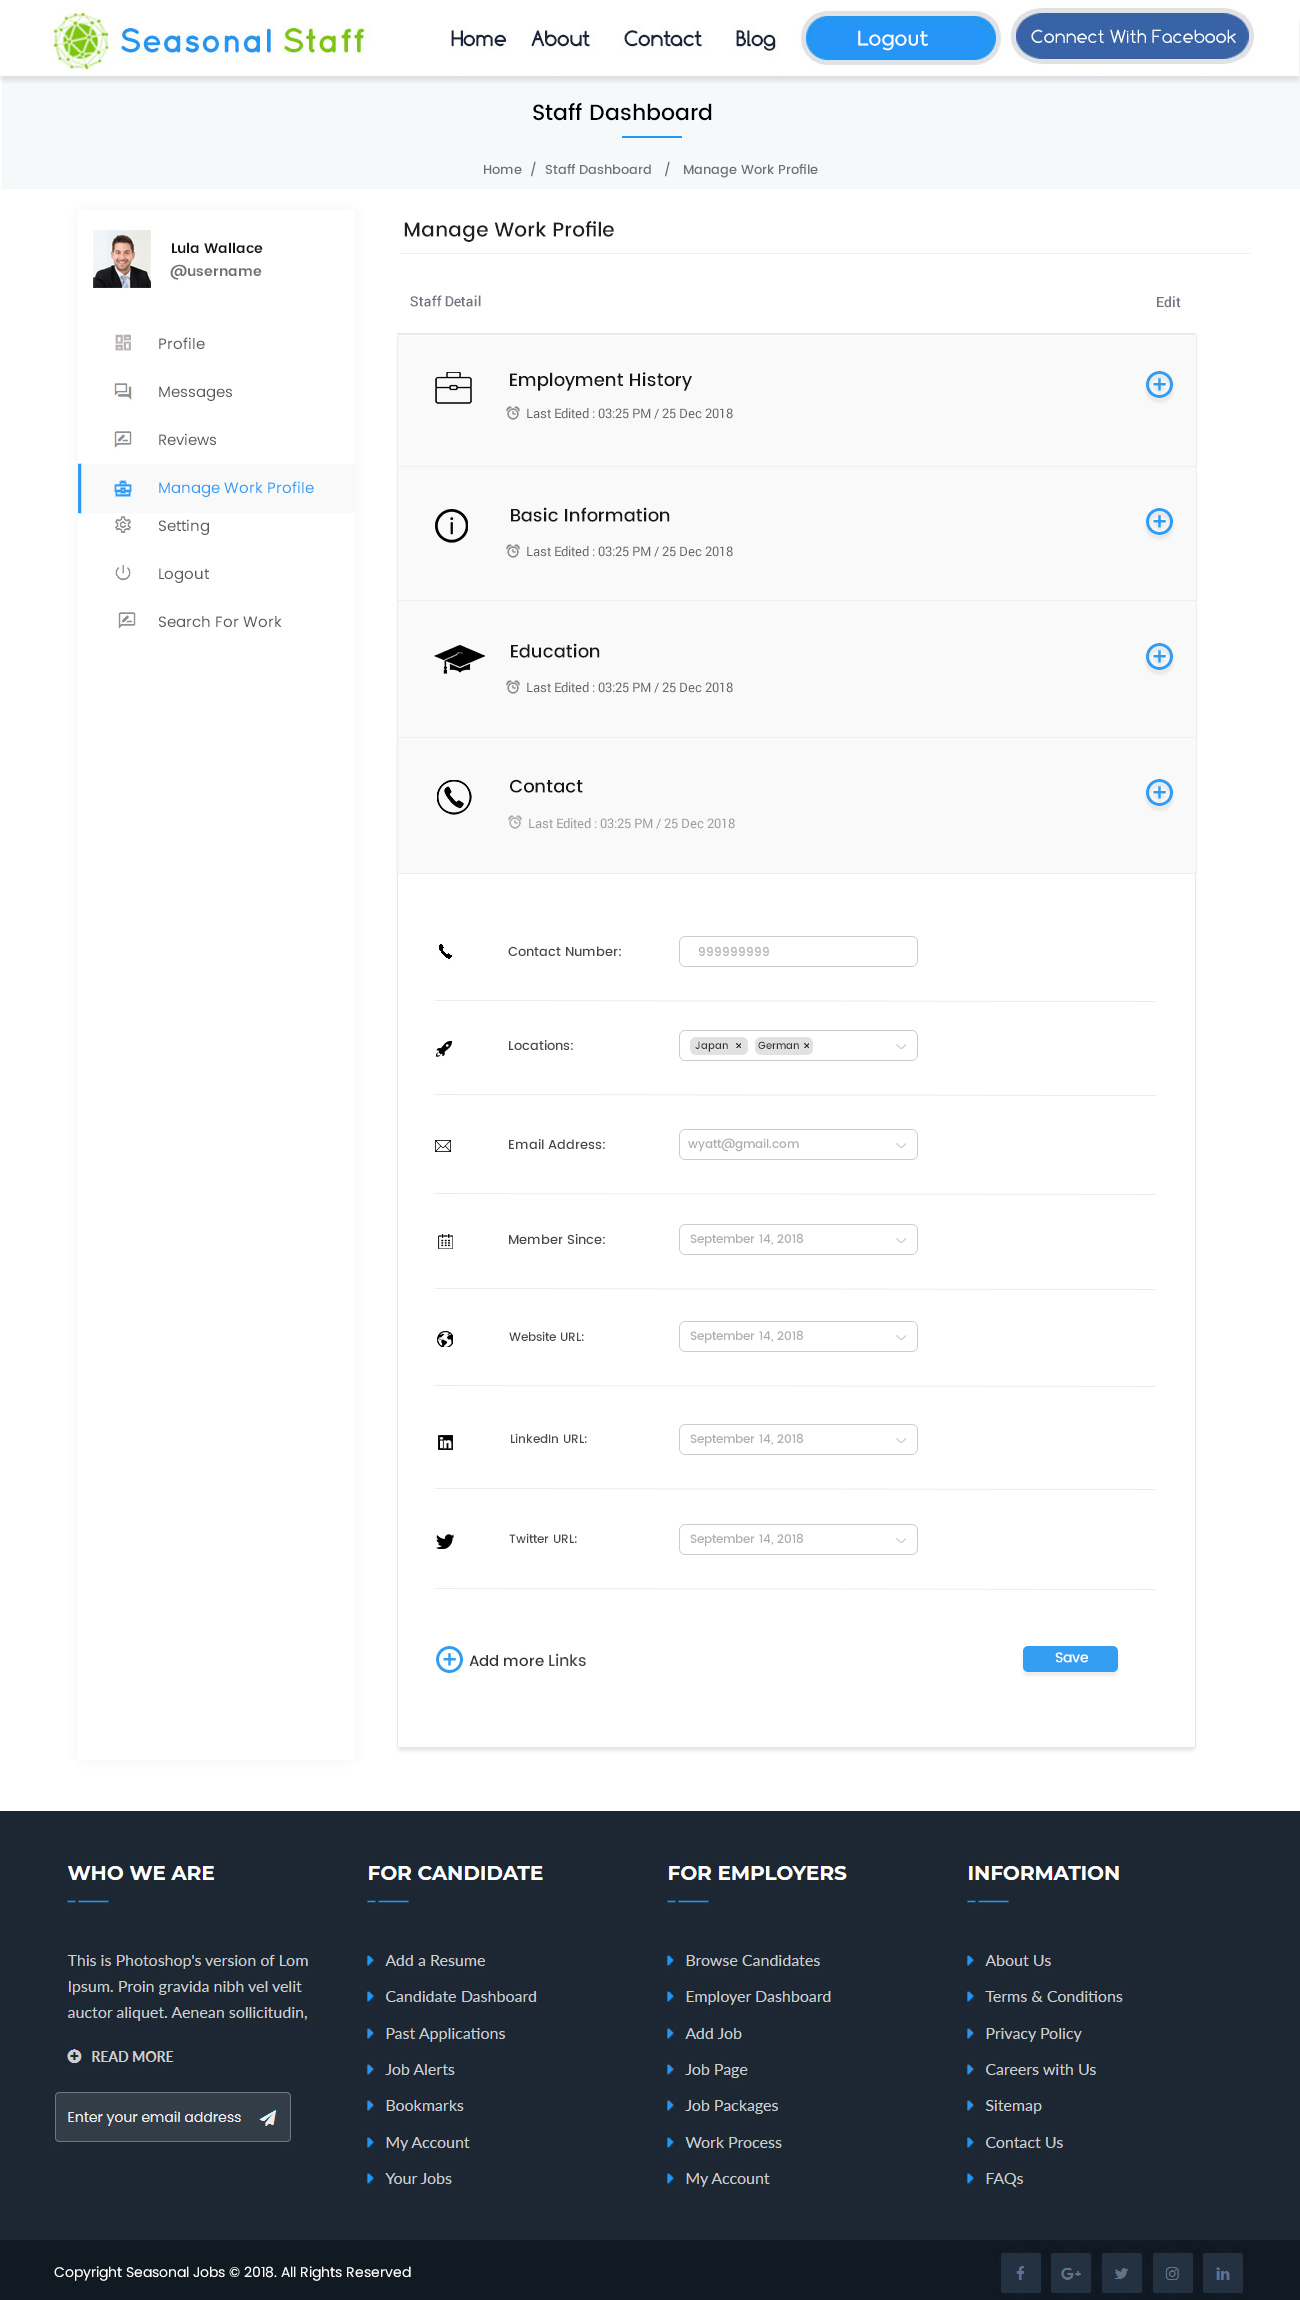 Seasonal Staff
Home About Contact Blog Logout Connect With Facebook
Staff Dashboard
Home / Staff Dashboard / Manage Work Profile
Lula Wallace
@username
Profile
Messages
Reviews
Manage Work Profile
Setting
Logout
Search For Work
Manage Work Profile
Staff Detail Edit
Employment History
Last Edited : 03:25 PM / 25 Dec 2018
Basic Information
Last Edited : 03:25 PM / 25 Dec 2018
Education
Last Edited : 03:25 PM / 25 Dec 2018
Contact
Last Edited : 03:25 PM / 25 Dec 2018
Contact Number: 999999999
Locations: Japan × German ×
Email Address: wyatt@gmail.com
Member Since: September 14, 2018
Website URL: September 14, 2018
LinkedIn URL: September 14, 2018
Twitter URL: September 14, 2018
Add more Links Save
WHO WE ARE
This is Photoshop's version of Lom
Ipsum. Proin gravida nibh vel velit
auctor aliquet. Aenean sollicitudin,
READ MORE
Enter your email address
FOR CANDIDATE
Add a Resume
Candidate Dashboard
Past Applications
Job Alerts
Bookmarks
My Account
Your Jobs
FOR EMPLOYERS
Browse Candidates
Employer Dashboard
Add Job
Job Page
Job Packages
Work Process
My Account
INFORMATION
About Us
Terms & Conditions
Privacy Policy
Careers with Us
Sitemap
Contact Us
FAQs
Copyright Seasonal Jobs © 2018. All Rights Reserved